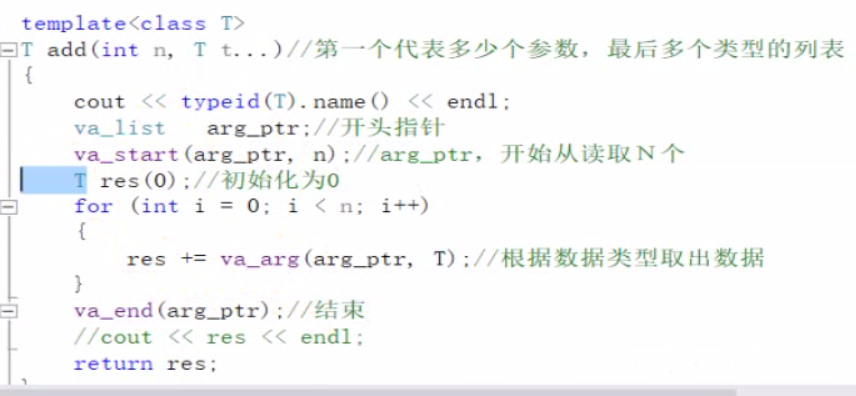 template<class T>
T add(int n, T t...)//第一个代表多少个参数，最后多个类型的列表
{
    cout << typeid(T).name() << endl;
    va_list   arg_ptr;//开头指针
    va_start(arg_ptr, n);//arg_ptr，开始从读取N个
    T res(0);//初始化为0
    for (int i = 0; i < n; i++)
    {
        res += va_arg(arg_ptr, T);//根据数据类型取出数据
    }
    va_end(arg_ptr);//结束
    //cout << res << endl;
    return res;